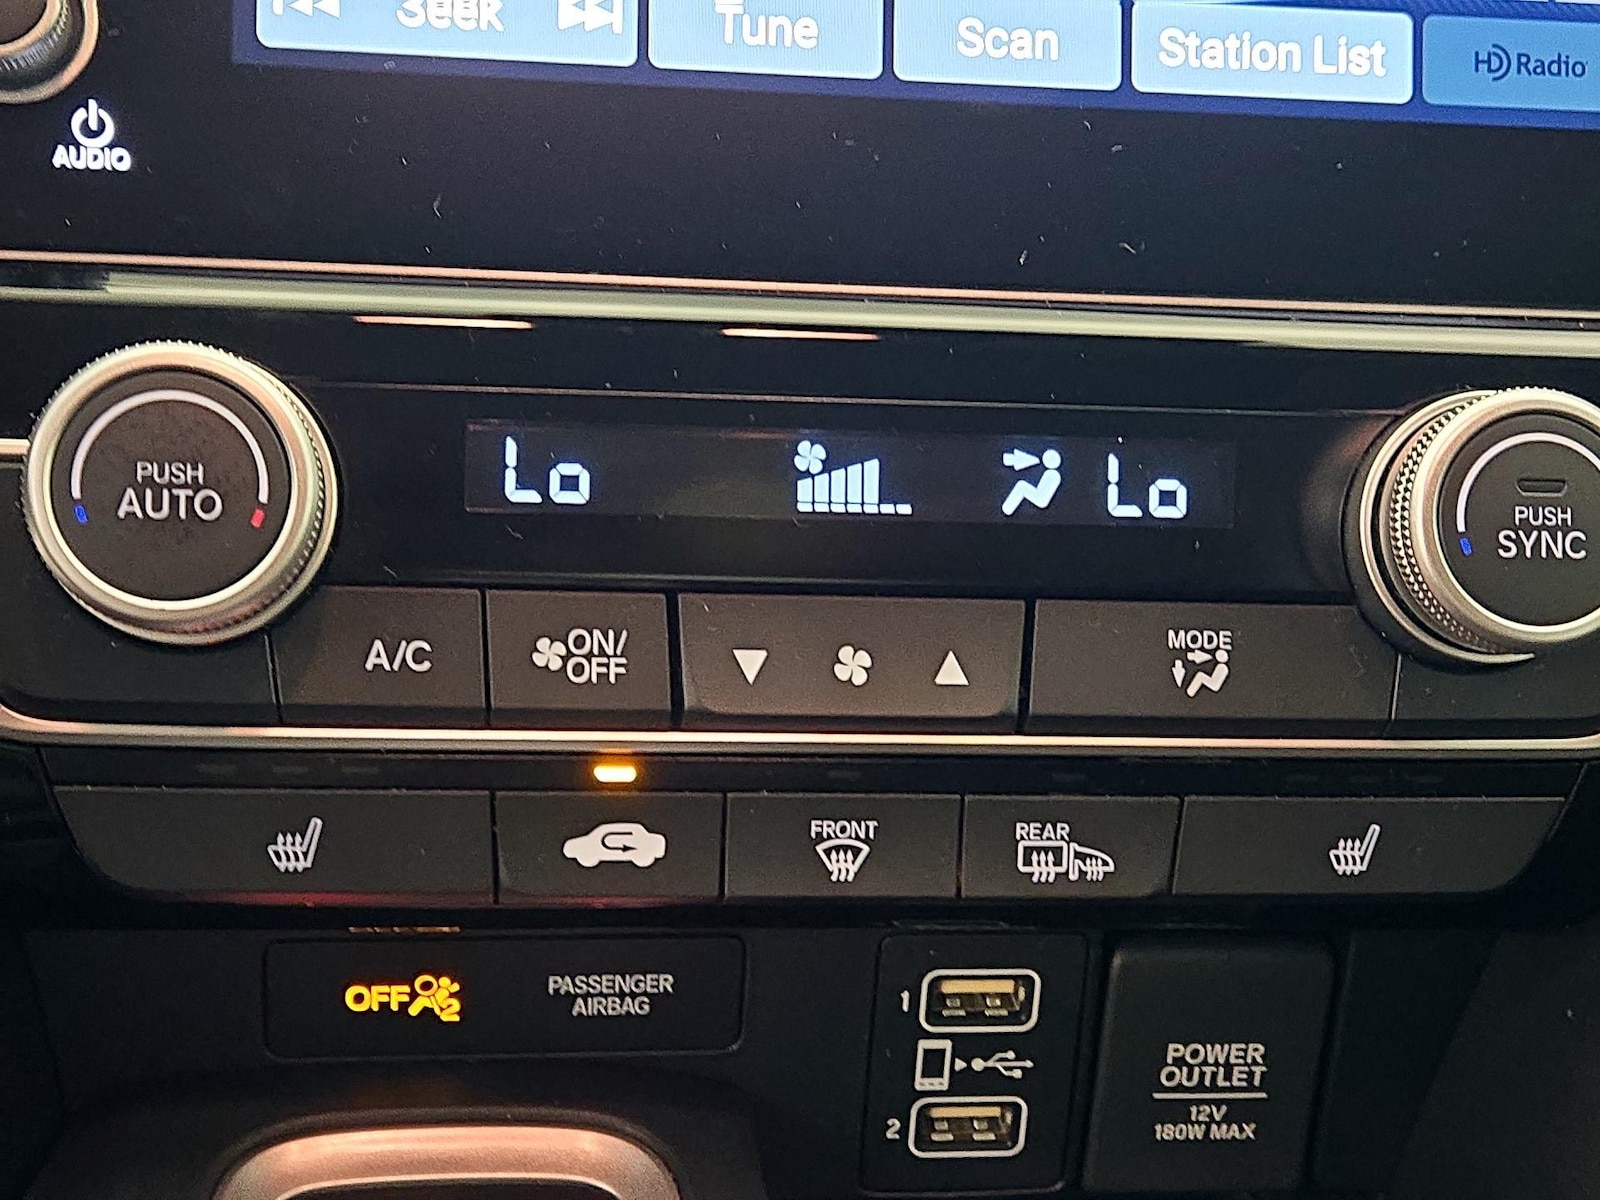 Seek
Tune
Scan
Station List
HD Radio
AUDIO
PUSH
AUTO
Lo
Lo
PUSH
SYNC
A/C
ON/
OFF
MODE
FRONT
REAR
OFF
2
PASSENGER
AIRBAG
1
2
POWER
OUTLET
12V
180W MAX